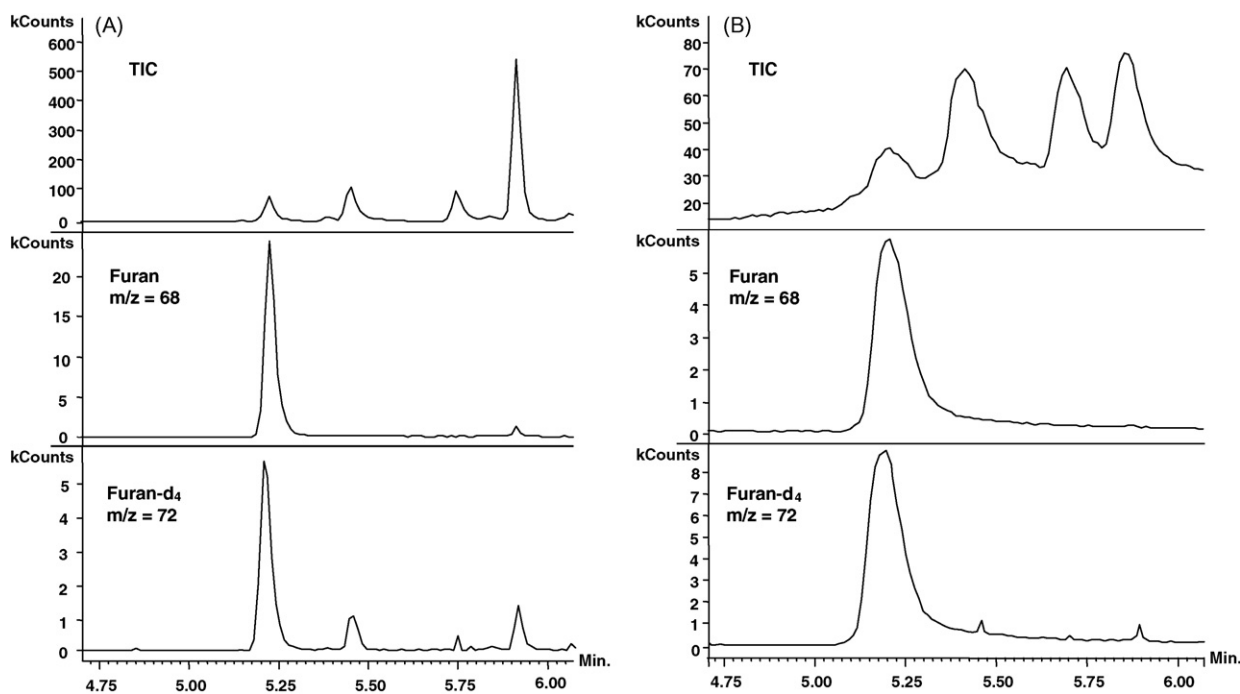 kCounts (A)
TIC
600
500
400
300
200
100
0
kCounts
Furan
m/z = 68
20
15
10
5
0
kCounts
Furan-d4
m/z = 72
5
4
3
2
1
0
Min.
4.75 5.00 5.25 5.50 5.75 6.00
kCounts (B)
TIC
80
70
60
50
40
30
20
kCounts
Furan
m/z = 68
5
4
3
2
1
0
kCounts
Furan-d4
m/z = 72
8
7
6
5
4
3
2
1
0
Min.
5.00 5.25 5.50 5.75 6.00